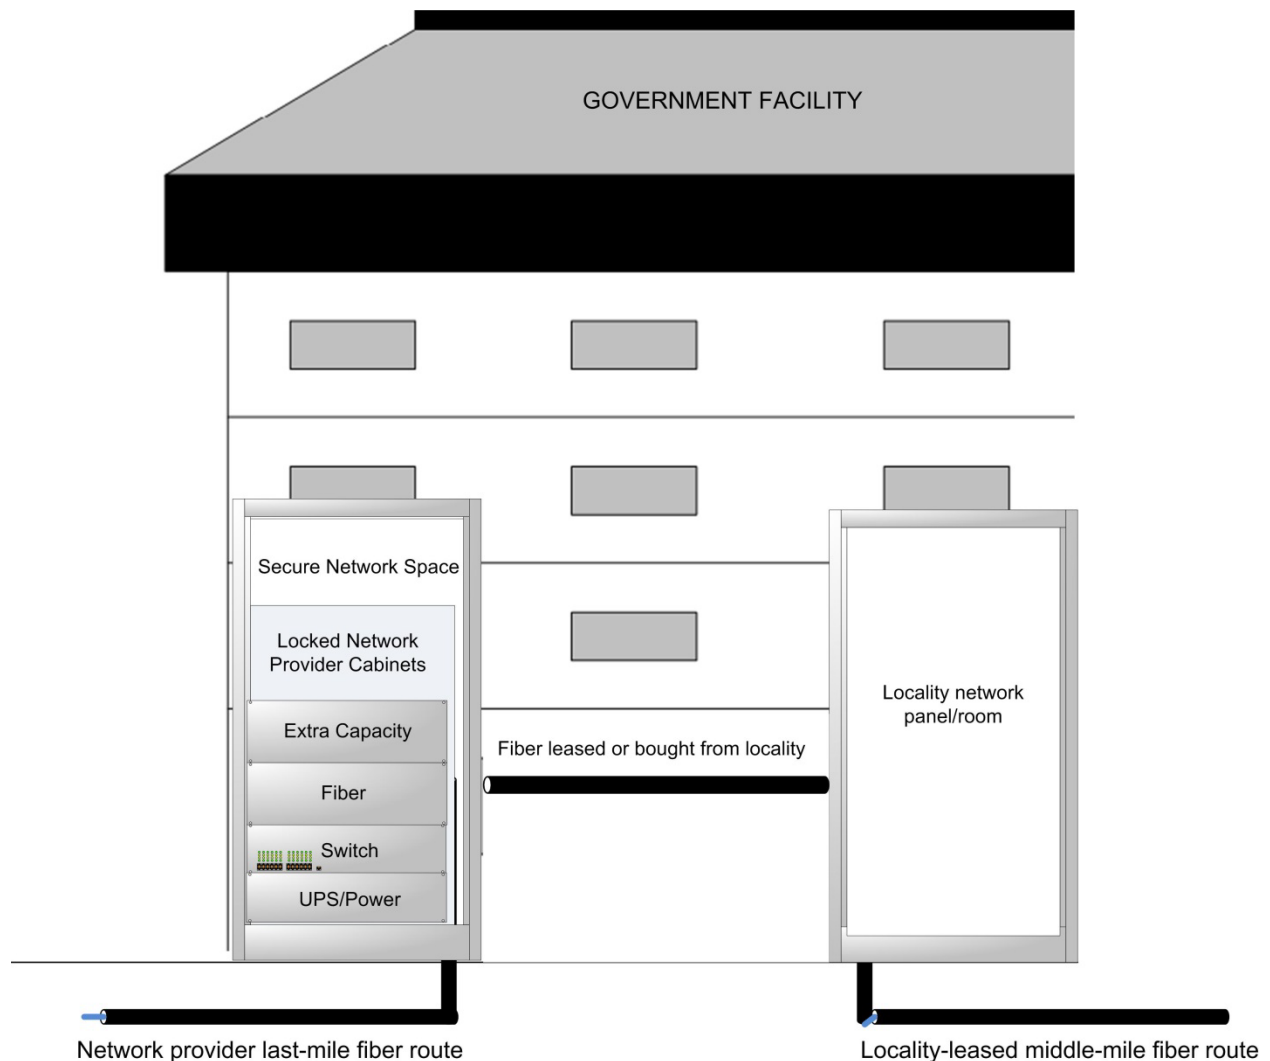 GOVERNMENT FACILITY
Secure Network Space
Locked Network
Provider Cabinets
Extra Capacity
Fiber
Switch
UPS/Power
Fiber leased or bought from locality
Locality network
panel/room
Network provider last-mile fiber route
Locality-leased middle-mile fiber route